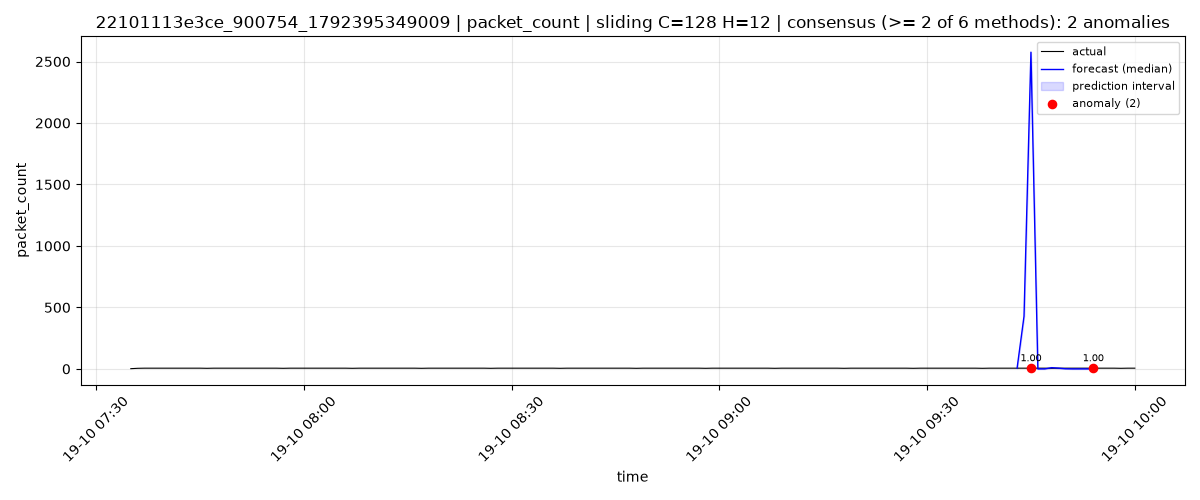 22101113e3ce_900754_1792395349009 | packet_count | sliding C=128 H=12 | consensus (>= 2 of 6 methods): 2 anomalies
actual
forecast (median)
prediction interval
anomaly (2)
packet_count
2500
2000
1500
1000
500
0
1.00
1.00
19-10 07:30
19-10 08:00
19-10 08:30
19-10 09:00
19-10 09:30
19-10 10:00
time